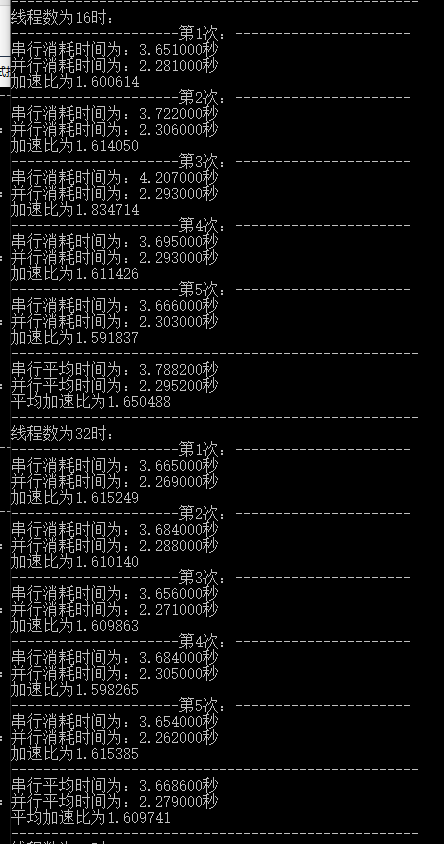 线程数为16时：
---------------------第1次：----------------------
串行消耗时间为：3.651000秒
并行消耗时间为：2.281000秒
加速比为1.600614
---------------------第2次：----------------------
串行消耗时间为：3.722000秒
并行消耗时间为：2.306000秒
加速比为1.614050
---------------------第3次：----------------------
串行消耗时间为：4.207000秒
并行消耗时间为：2.293000秒
加速比为1.834714
---------------------第4次：----------------------
串行消耗时间为：3.695000秒
并行消耗时间为：2.293000秒
加速比为1.611426
---------------------第5次：----------------------
串行消耗时间为：3.666000秒
并行消耗时间为：2.303000秒
加速比为1.591837
---------------------------------------------------
串行平均时间为：3.788200秒
并行平均时间为：2.295200秒
平均加速比为1.650488
---------------------------------------------------
线程数为32时：
---------------------第1次：----------------------
串行消耗时间为：3.665000秒
并行消耗时间为：2.269000秒
加速比为1.615249
---------------------第2次：----------------------
串行消耗时间为：3.684000秒
并行消耗时间为：2.288000秒
加速比为1.610140
---------------------第3次：----------------------
串行消耗时间为：3.656000秒
并行消耗时间为：2.271000秒
加速比为1.609863
---------------------第4次：----------------------
串行消耗时间为：3.684000秒
并行消耗时间为：2.305000秒
加速比为1.598265
---------------------第5次：----------------------
串行消耗时间为：3.654000秒
并行消耗时间为：2.262000秒
加速比为1.615385
---------------------------------------------------
串行平均时间为：3.668600秒
并行平均时间为：2.279000秒
平均加速比为1.609741
---------------------------------------------------